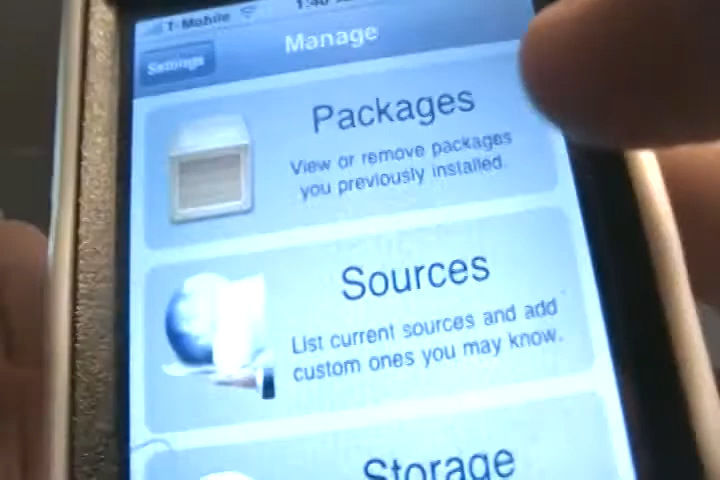 T-Mobile
Manage
Settings
Packages
View or remove packages
you previously installed.
Sources
List current sources and add
custom ones you may know.
Storage